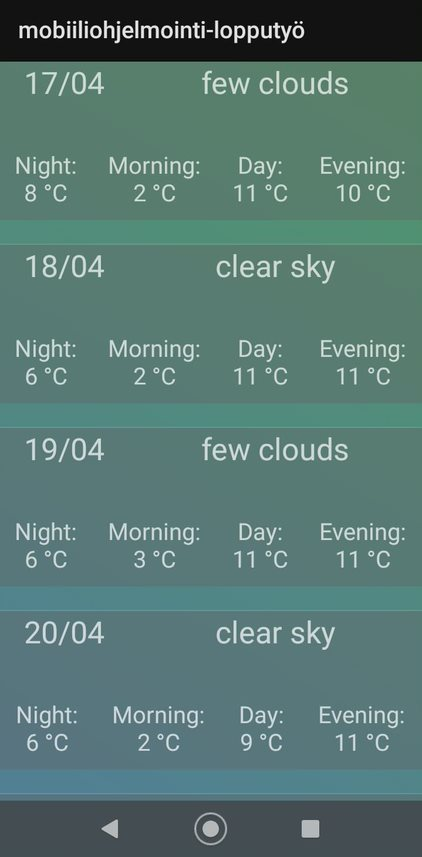 mobiiliohjelmointi-lopputyö
17/04 few clouds
Night: Morning: Day: Evening:
8 °C 2 °C 11 °C 10 °C
18/04 clear sky
Night: Morning: Day: Evening:
6 °C 2 °C 11 °C 11 °C
19/04 few clouds
Night: Morning: Day: Evening:
6 °C 3 °C 11 °C 11 °C
20/04 clear sky
Night: Morning: Day: Evening:
6 °C 2 °C 9 °C 11 °C